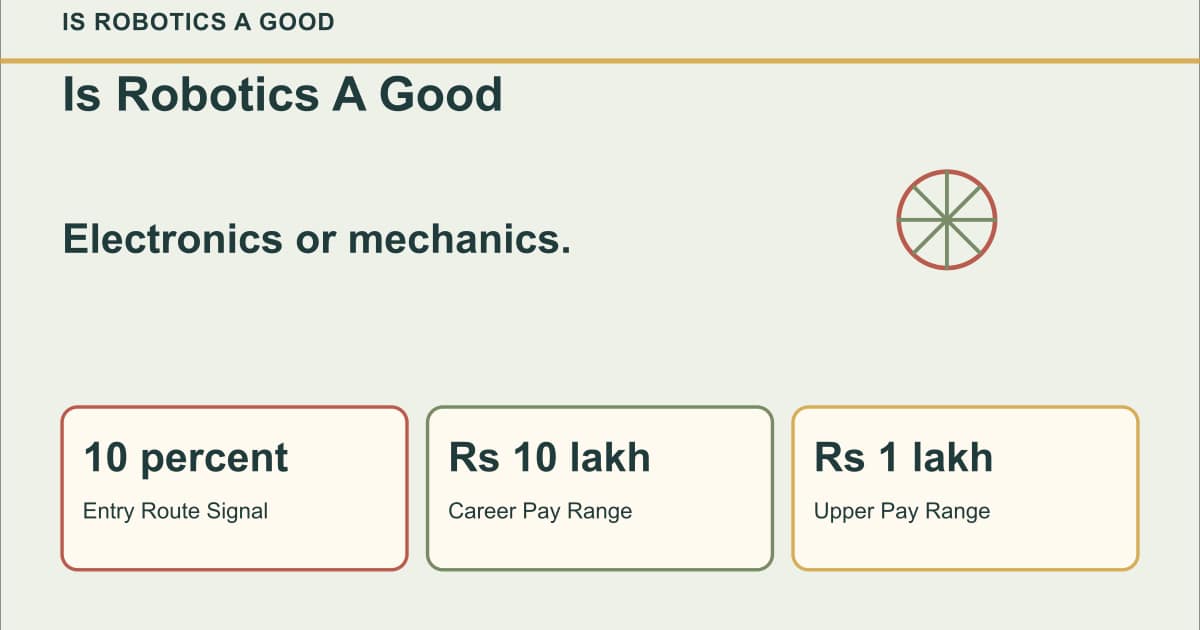 IS ROBOTICS A GOOD
Is Robotics A Good
Electronics or mechanics.
10 percent
Entry Route Signal
Rs 10 lakh
Career Pay Range
Rs 1 lakh
Upper Pay Range